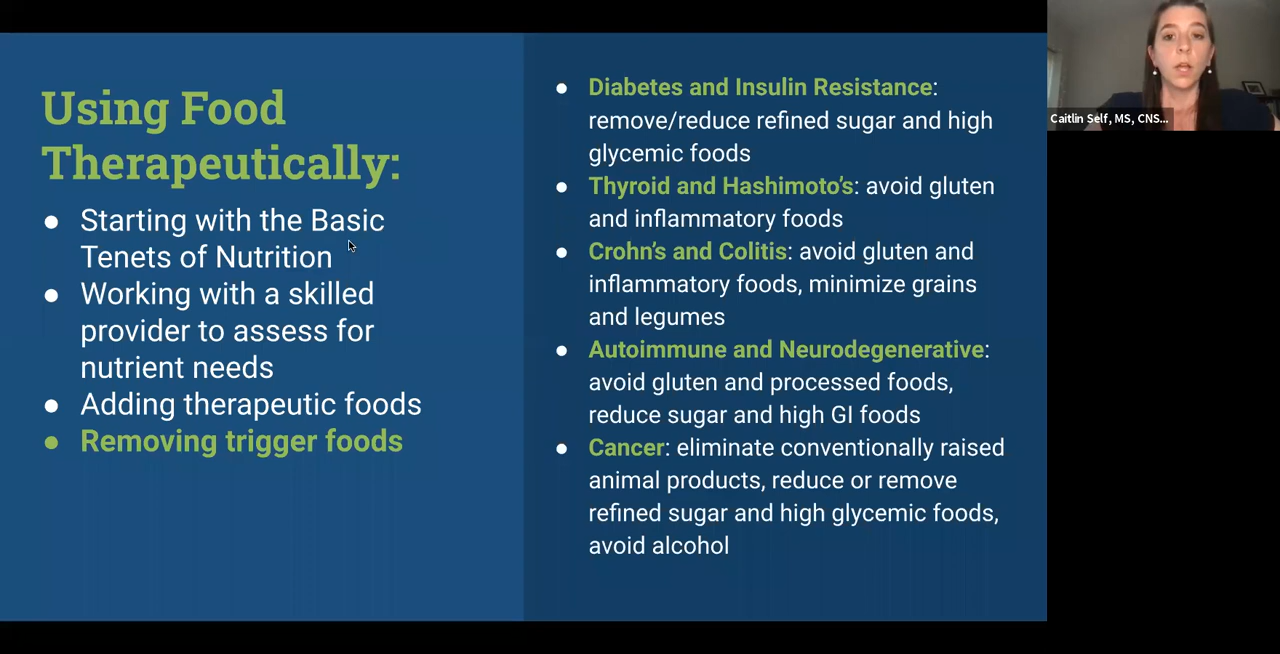 Using Food
Therapeutically:
● Starting with the Basic
Tenets of Nutrition
● Working with a skilled
provider to assess for
nutrient needs
● Adding therapeutic foods
● Removing trigger foods
● Diabetes and Insulin Resistance:
remove/reduce refined sugar and high
glycemic foods
● Thyroid and Hashimoto’s: avoid gluten
and inflammatory foods
● Crohn’s and Colitis: avoid gluten and
inflammatory foods, minimize grains
and legumes
● Autoimmune and Neurodegenerative:
avoid gluten and processed foods,
reduce sugar and high GI foods
● Cancer: eliminate conventionally raised
animal products, reduce or remove
refined sugar and high glycemic foods,
avoid alcohol
Caitlin Self, MS, CNS...